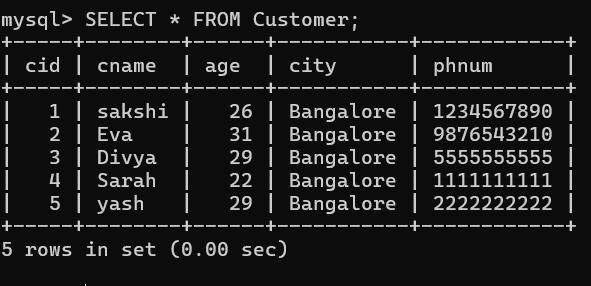 mysql> SELECT * FROM Customer;
+-----+--------+------+-----------+------------+
| cid | cname  | age  | city      | phnum      |
+-----+--------+------+-----------+------------+
|   1 | sakshi |   26 | Bangalore | 1234567890 |
|   2 | Eva    |   31 | Bangalore | 9876543210 |
|   3 | Divya  |   29 | Bangalore | 5555555555 |
|   4 | Sarah  |   22 | Bangalore | 1111111111 |
|   5 | yash   |   29 | Bangalore | 2222222222 |
+-----+--------+------+-----------+------------+
5 rows in set (0.00 sec)